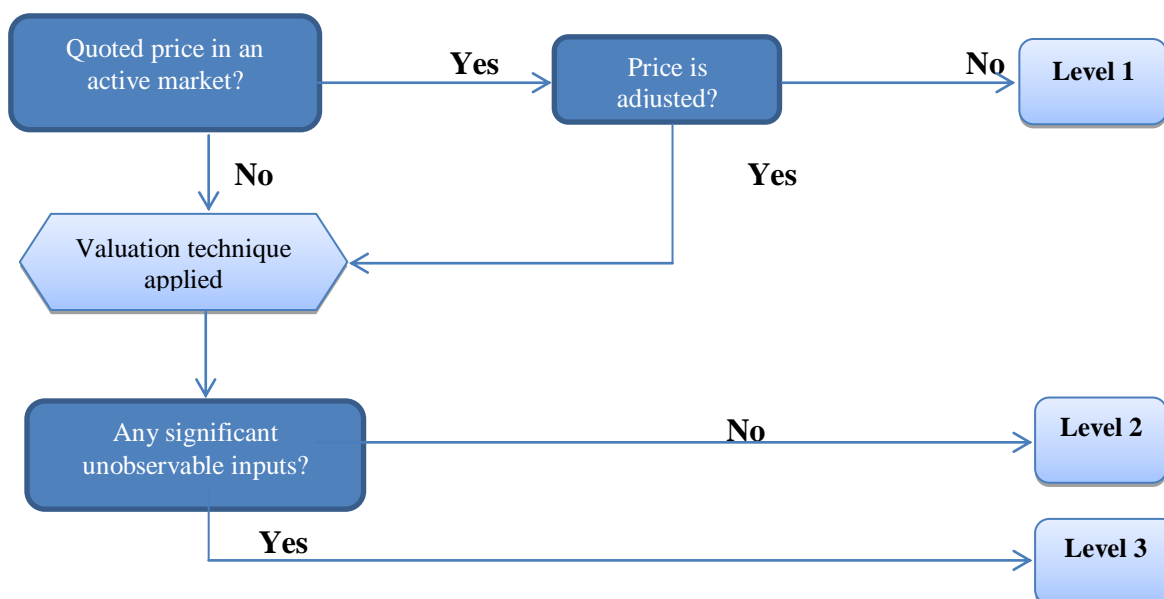 Quoted price in an
active market?
Yes
Price is
adjusted?
No
Level 1
No
Yes
Valuation technique
applied
Any significant
unobservable inputs?
No
Level 2
Yes
Level 3